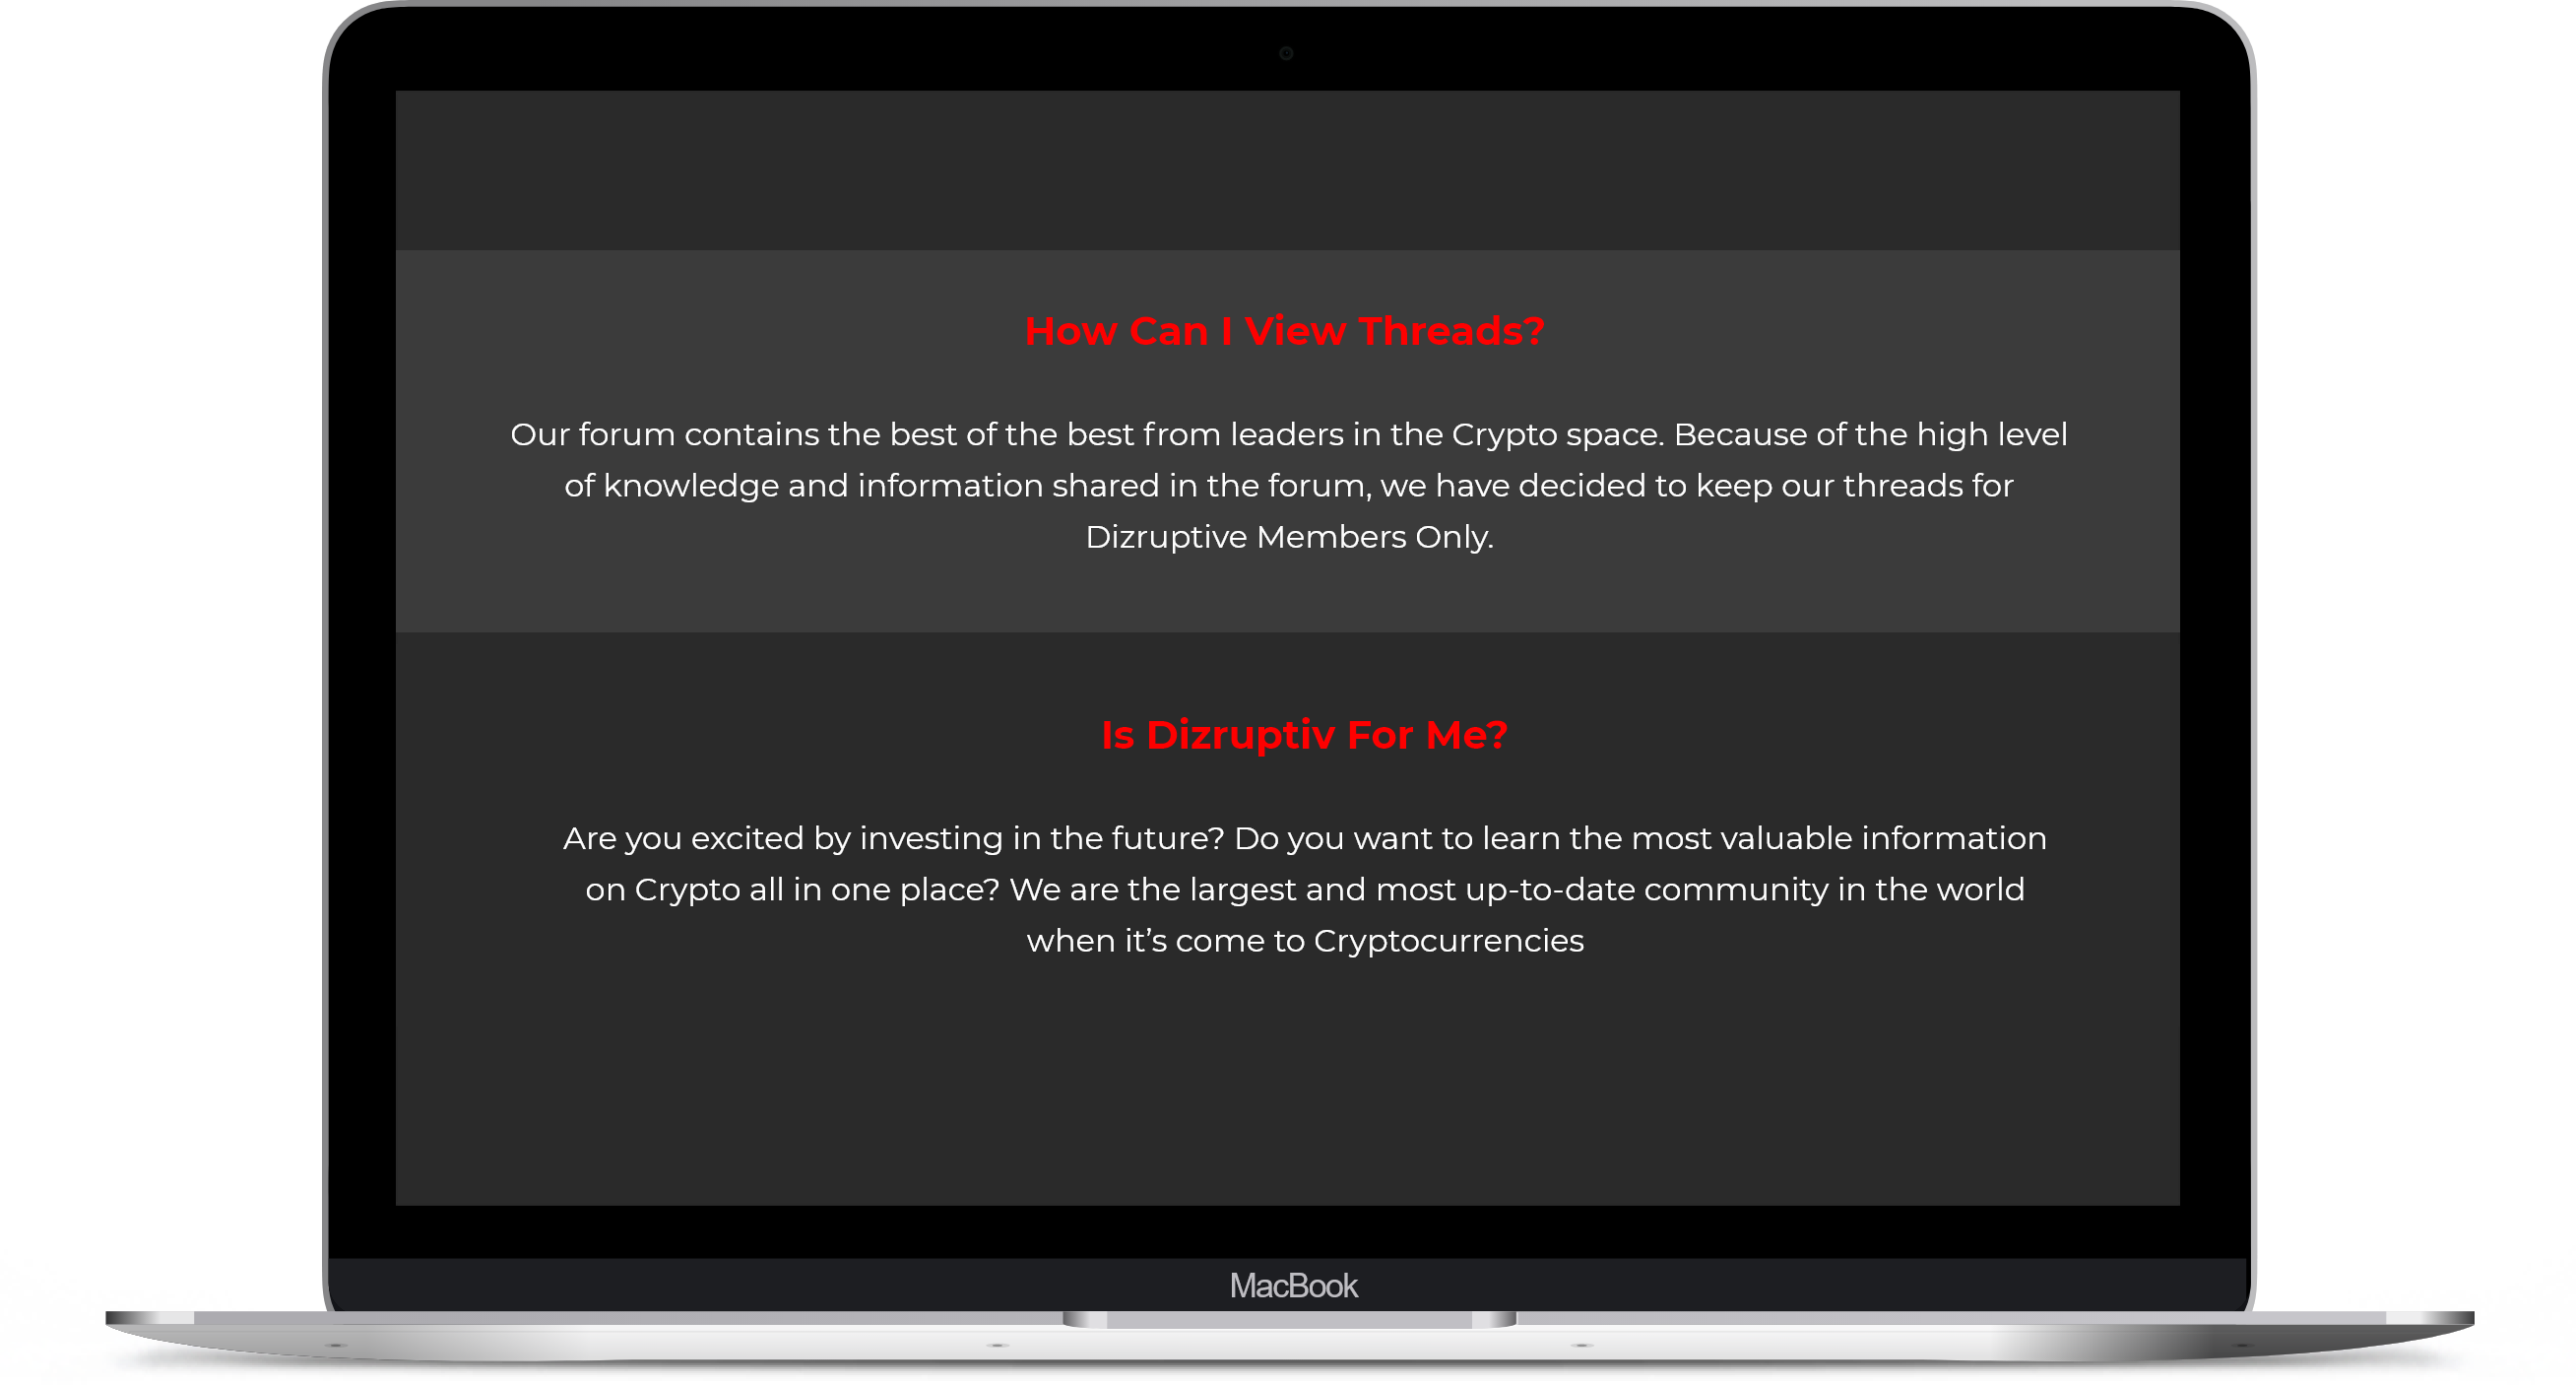 How Can I View Threads?
Our forum contains the best of the best from leaders in the Crypto space. Because of the high level
of knowledge and information shared in the forum, we have decided to keep our threads for
Dizruptive Members Only.
Is Dizruptiv For Me?
Are you excited by investing in the future? Do you want to learn the most valuable information
on Crypto all in one place? We are the largest and most up-to-date community in the world
when it’s come to Cryptocurrencies
MacBook